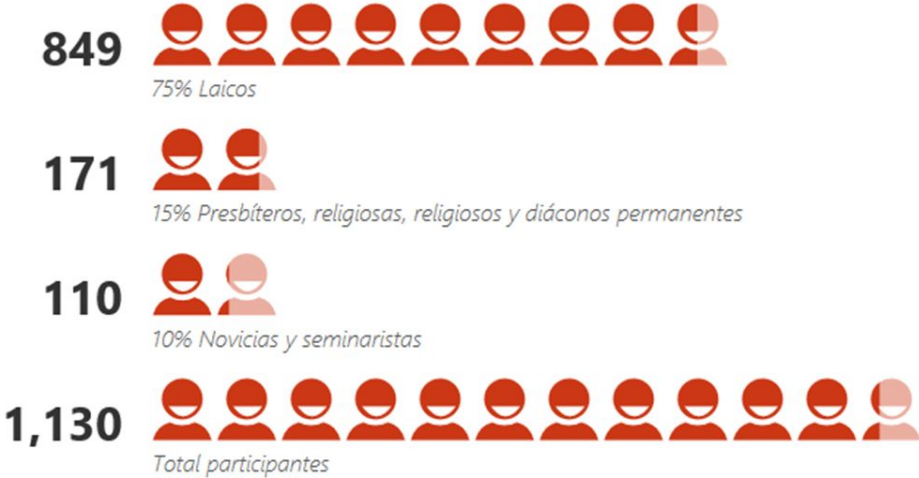 849
75% Laicos
171
15% Presbíteros, religiosas, religiosos y diáconos permanentes
110
10% Novicias y seminaristas
1,130
Total participantes